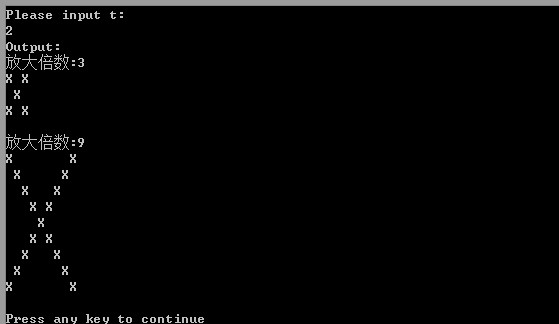 Please input t:
2
Output:
放大倍数:3
X X
 X
X X
放大倍数:9
X       X
 X     X
  X   X
   X X
    X
   X X
  X   X
 X     X
X       X
Press any key to continue